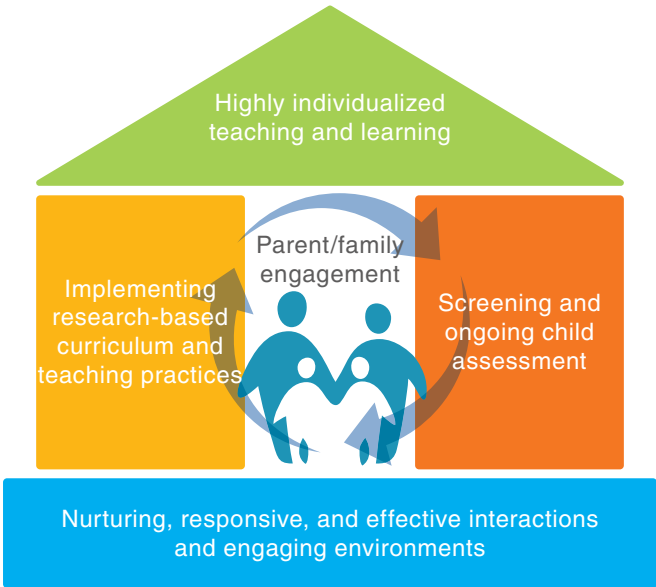 Highly individualized
teaching and learning
Parent/family
engagement
Implementing
research-based
curriculum and
teaching practices
Screening and
ongoing child
assessment
Nurturing, responsive, and effective interactions
and engaging environments